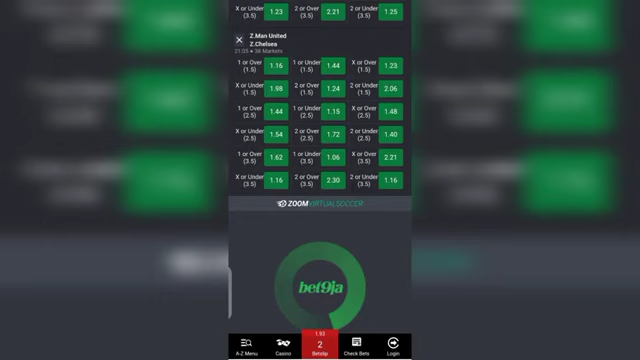 X or Under (3.5) 1.23 2 or Over (3.5) 2.21 2 or Under (3.5) 1.25
Z.Man United
Z.Chelsea
21:03 • 38 Markets
1 or Over (1.5) 1.16 1 or Under (1.5) 1.44 X or Over (1.5) 1.23
X or Under (1.5) 1.98 2 or Over (1.5) 1.24 2 or Under (1.5) 2.06
1 or Over (2.5) 1.44 1 or Under (2.5) 1.15 X or Over (2.5) 1.48
X or Under (2.5) 1.54 2 or Over (2.5) 1.72 2 or Under (2.5) 1.40
1 or Over (3.5) 1.62 1 or Under (3.5) 1.06 X or Over (3.5) 2.21
X or Under (3.5) 1.16 2 or Over (3.5) 2.30 2 or Under (3.5) 1.16
ZOOMVIRTUALSOCCER
bet9ja
1.93
2
A-Z Menu Casino Betslip Check Bets Login